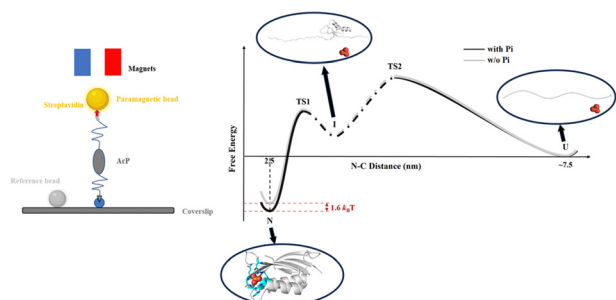 Magnets
Streptavidin
Paramagnetic bead
AcP
Reference bead
Coverslip
with Pi
w/o Pi
TS2
TS1
I
U
Free Energy
2.5
N-C Distance (nm)
~7.5
1.6 kBT
N